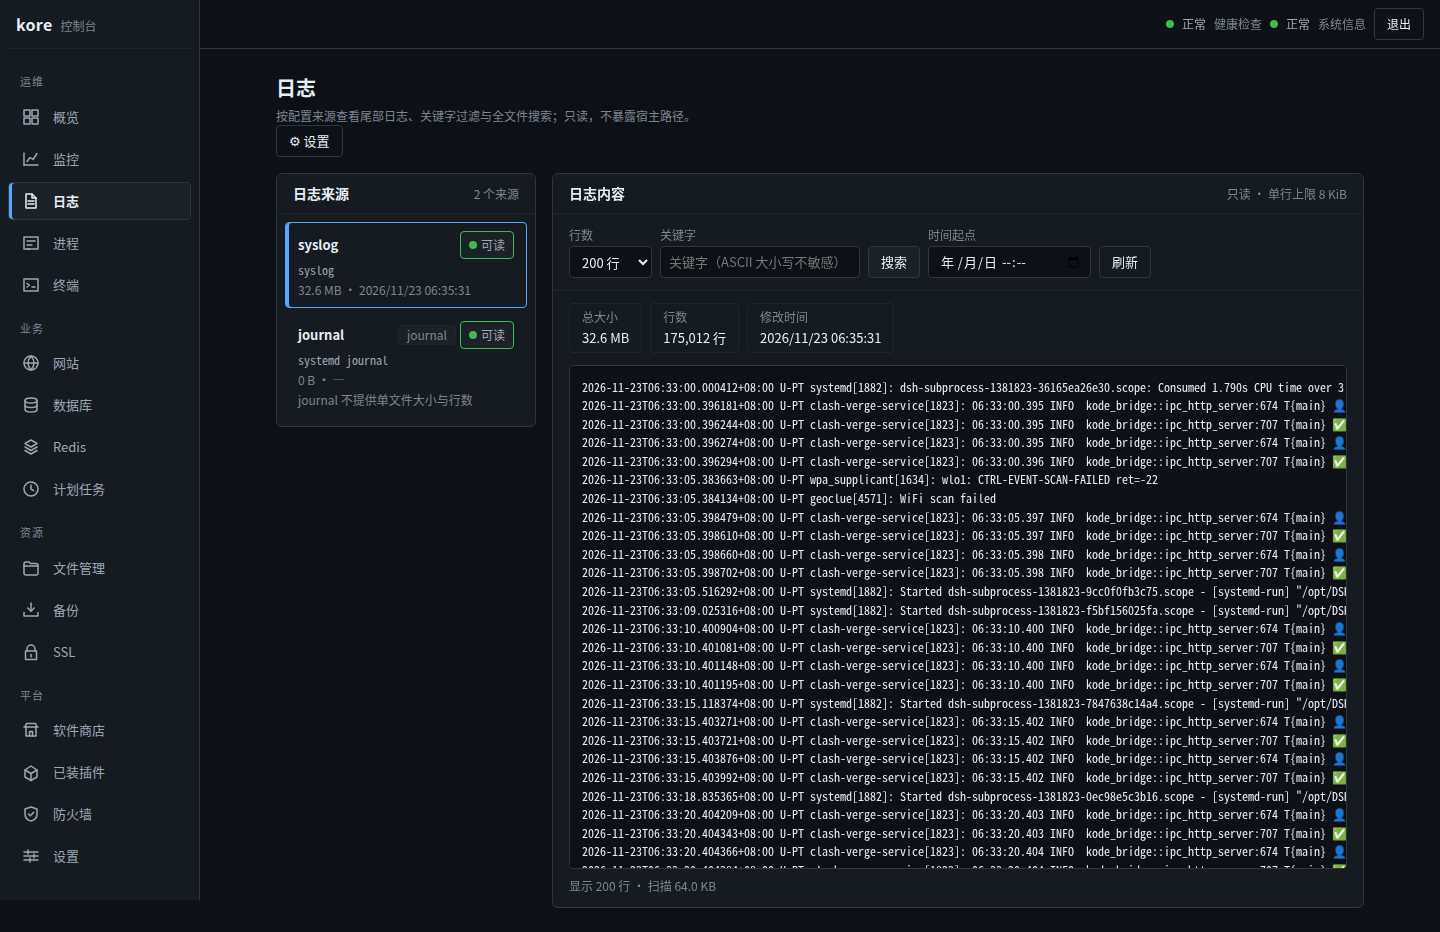 kore 控制台
正常 健康检查 正常 系统信息 退出
运维
概览
监控
日志
进程
终端
业务
网站
数据库
Redis
计划任务
资源
文件管理
备份
SSL
平台
软件商店
已装插件
防火墙
设置
日志
按配置来源查看尾部日志、关键字过滤与全文件搜索；只读，不暴露宿主路径。
⚙ 设置
日志来源 2 个来源
syslog 可读
syslog
32.6 MB · 2026/11/23 06:35:31
journal journal 可读
systemd journal
0 B · —
journal 不提供单文件大小与行数
日志内容 只读 · 单行上限 8 KiB
行数 关键字 时间起点
200 行 关键字（ASCII 大小写不敏感） 搜索 年 /月/日 --:-- 刷新
总大小 行数 修改时间
32.6 MB 175,012 行 2026/11/23 06:35:31
2026-11-23T06:33:00.000412+08:00 U-PT systemd[1882]: dsh-subprocess-1381823-36165ea26e30.scope: Consumed 1.790s CPU time over 3
2026-11-23T06:33:00.396181+08:00 U-PT clash-verge-service[1823]: 06:33:00.395 INFO  kode_bridge::ipc_http_server:674 T{main} 👤
2026-11-23T06:33:00.396244+08:00 U-PT clash-verge-service[1823]: 06:33:00.395 INFO  kode_bridge::ipc_http_server:707 T{main} ✅
2026-11-23T06:33:00.396274+08:00 U-PT clash-verge-service[1823]: 06:33:00.395 INFO  kode_bridge::ipc_http_server:674 T{main} 👤
2026-11-23T06:33:00.396294+08:00 U-PT clash-verge-service[1823]: 06:33:00.396 INFO  kode_bridge::ipc_http_server:707 T{main} ✅
2026-11-23T06:33:05.383663+08:00 U-PT wpa_supplicant[1634]: wlo1: CTRL-EVENT-SCAN-FAILED ret=-22
2026-11-23T06:33:05.384134+08:00 U-PT geoclue[4571]: WiFi scan failed
2026-11-23T06:33:05.398479+08:00 U-PT clash-verge-service[1823]: 06:33:05.397 INFO  kode_bridge::ipc_http_server:674 T{main} 👤
2026-11-23T06:33:05.398610+08:00 U-PT clash-verge-service[1823]: 06:33:05.397 INFO  kode_bridge::ipc_http_server:707 T{main} ✅
2026-11-23T06:33:05.398660+08:00 U-PT clash-verge-service[1823]: 06:33:05.398 INFO  kode_bridge::ipc_http_server:674 T{main} 👤
2026-11-23T06:33:05.398702+08:00 U-PT clash-verge-service[1823]: 06:33:05.398 INFO  kode_bridge::ipc_http_server:707 T{main} ✅
2026-11-23T06:33:05.516292+08:00 U-PT systemd[1882]: Started dsh-subprocess-1381823-9cc0f0fb3c75.scope - [systemd-run] "/opt/DSH
2026-11-23T06:33:09.025316+08:00 U-PT systemd[1882]: Started dsh-subprocess-1381823-f5bf156025fa.scope - [systemd-run] "/opt/DSH
2026-11-23T06:33:10.400904+08:00 U-PT clash-verge-service[1823]: 06:33:10.400 INFO  kode_bridge::ipc_http_server:674 T{main} 👤
2026-11-23T06:33:10.401081+08:00 U-PT clash-verge-service[1823]: 06:33:10.400 INFO  kode_bridge::ipc_http_server:707 T{main} ✅
2026-11-23T06:33:10.401148+08:00 U-PT clash-verge-service[1823]: 06:33:10.400 INFO  kode_bridge::ipc_http_server:674 T{main} 👤
2026-11-23T06:33:10.401195+08:00 U-PT clash-verge-service[1823]: 06:33:10.400 INFO  kode_bridge::ipc_http_server:707 T{main} ✅
2026-11-23T06:33:15.118374+08:00 U-PT systemd[1882]: Started dsh-subprocess-1381823-7847638c14a4.scope - [systemd-run] "/opt/DSH
2026-11-23T06:33:15.403271+08:00 U-PT clash-verge-service[1823]: 06:33:15.402 INFO  kode_bridge::ipc_http_server:674 T{main} 👤
2026-11-23T06:33:15.403721+08:00 U-PT clash-verge-service[1823]: 06:33:15.402 INFO  kode_bridge::ipc_http_server:707 T{main} ✅
2026-11-23T06:33:15.403876+08:00 U-PT clash-verge-service[1823]: 06:33:15.402 INFO  kode_bridge::ipc_http_server:674 T{main} 👤
2026-11-23T06:33:15.403992+08:00 U-PT clash-verge-service[1823]: 06:33:15.402 INFO  kode_bridge::ipc_http_server:707 T{main} ✅
2026-11-23T06:33:18.835365+08:00 U-PT systemd[1882]: Started dsh-subprocess-1381823-0ec98e5c3b16.scope - [systemd-run] "/opt/DSH
2026-11-23T06:33:20.404209+08:00 U-PT clash-verge-service[1823]: 06:33:20.403 INFO  kode_bridge::ipc_http_server:674 T{main} 👤
2026-11-23T06:33:20.404343+08:00 U-PT clash-verge-service[1823]: 06:33:20.403 INFO  kode_bridge::ipc_http_server:707 T{main} ✅
2026-11-23T06:33:20.404366+08:00 U-PT clash-verge-service[1823]: 06:33:20.404 INFO  kode_bridge::ipc_http_server:674 T{main} 👤
显示 200 行 · 扫描 64.0 KB